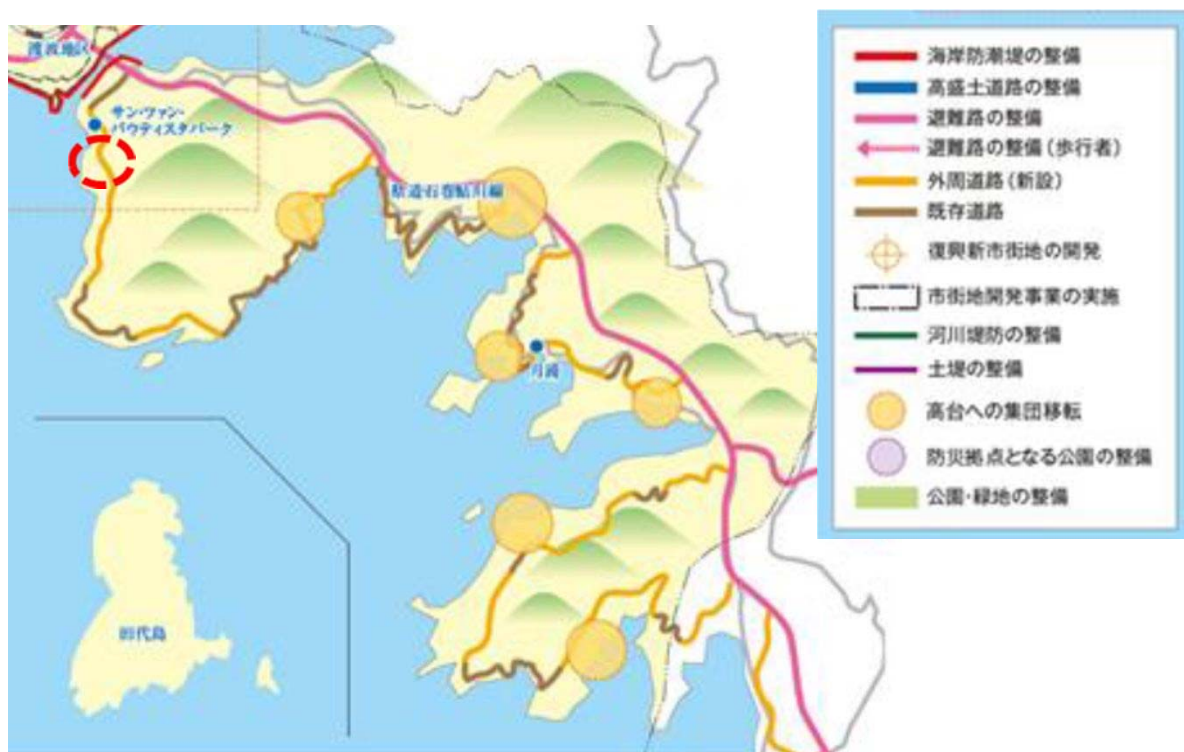 渡波地区
サン・ファン・
バウティスタパーク
県道石巻鮎川線
月浦
田代島
海岸防潮堤の整備
高盛土道路の整備
避難路の整備
避難路の整備(歩行者)
外周道路(新設)
既存道路
復興新市街地の開発
市街地開発事業の実施
河川堤防の整備
土堤の整備
高台への集団移転
防災拠点となる公園の整備
公園・緑地の整備